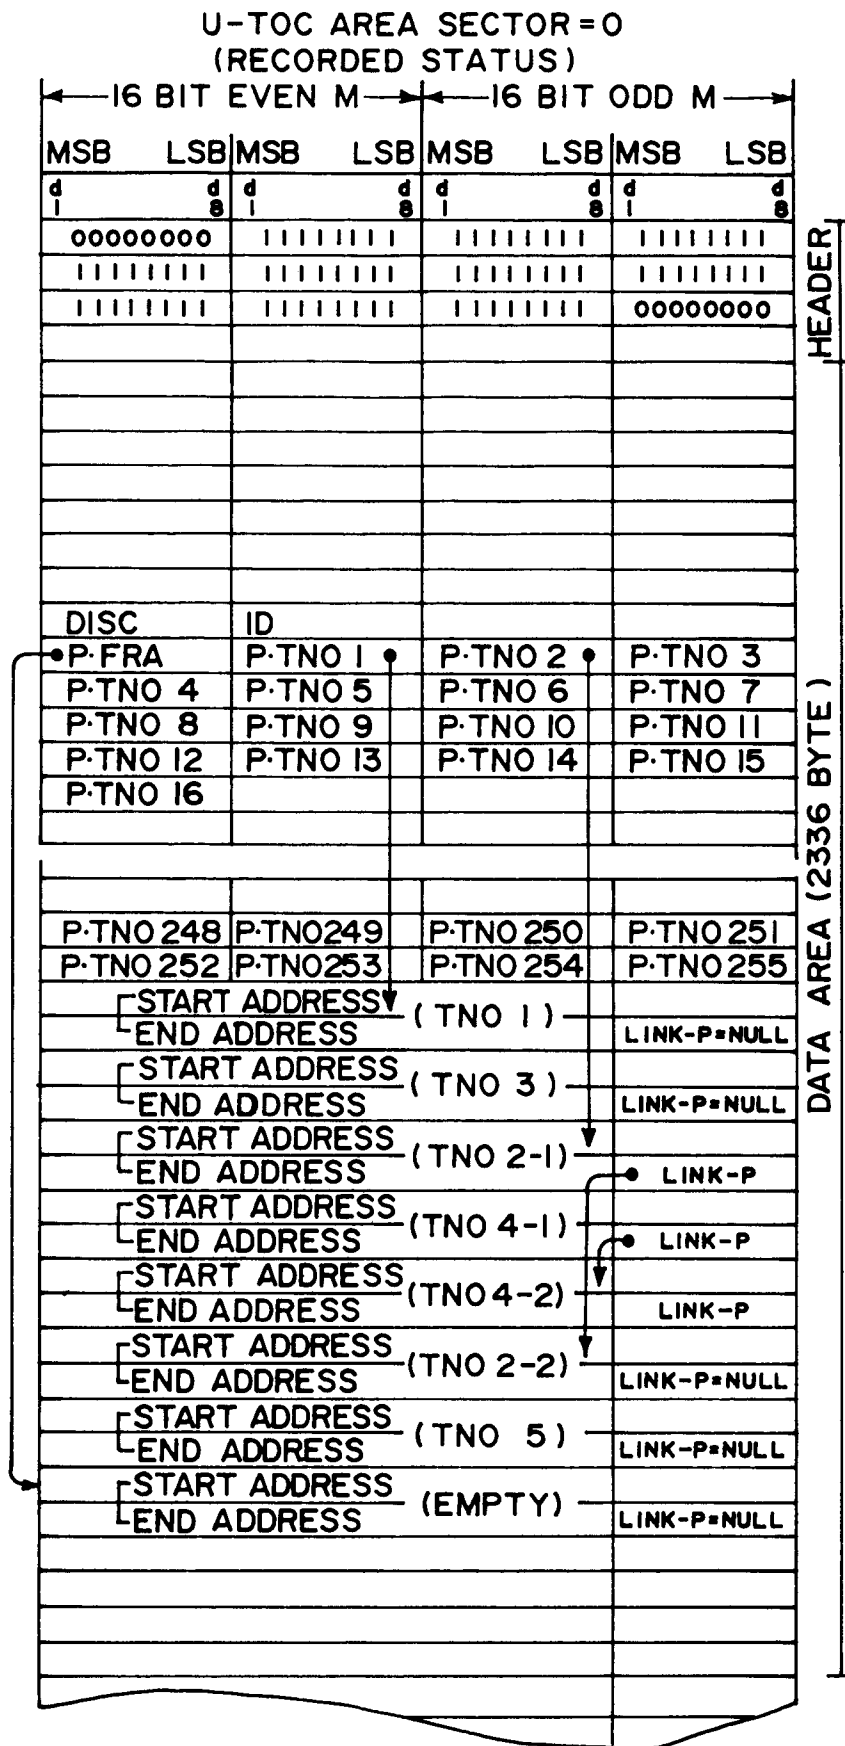 U-TOC AREA SECTOR=0
(RECORDED STATUS)
16 BIT EVEN M 16 BIT ODD M
MSB LSB MSB LSB MSB LSB MSB LSB
d1 d8 d1 d8 d1 d8 d1 d8
00000000 11111111 11111111 11111111
11111111 11111111 11111111 11111111
11111111 11111111 11111111 00000000
HEADER
DISC ID
P·FRA P·TNO 1 P·TNO 2 P·TNO 3
P·TNO 4 P·TNO 5 P·TNO 6 P·TNO 7
P·TNO 8 P·TNO 9 P·TNO 10 P·TNO 11
P·TNO 12 P·TNO 13 P·TNO 14 P·TNO 15
P·TNO 16
P·TNO 248 P·TNO249 P·TNO 250 P·TNO 251
P·TNO 252 P·TNO253 P·TNO 254 P·TNO 255
START ADDRESS
(TNO 1)
END ADDRESS LINK-P=NULL
START ADDRESS
(TNO 3)
END ADDRESS LINK-P=NULL
START ADDRESS
(TNO 2-1)
END ADDRESS LINK-P
START ADDRESS
(TNO 4-1)
END ADDRESS LINK-P
START ADDRESS
(TNO 4-2)
END ADDRESS LINK-P
START ADDRESS
(TNO 2-2)
END ADDRESS LINK-P=NULL
START ADDRESS
(TNO 5)
END ADDRESS LINK-P=NULL
START ADDRESS
(EMPTY)
END ADDRESS LINK-P=NULL
DATA AREA (2336 BYTE)